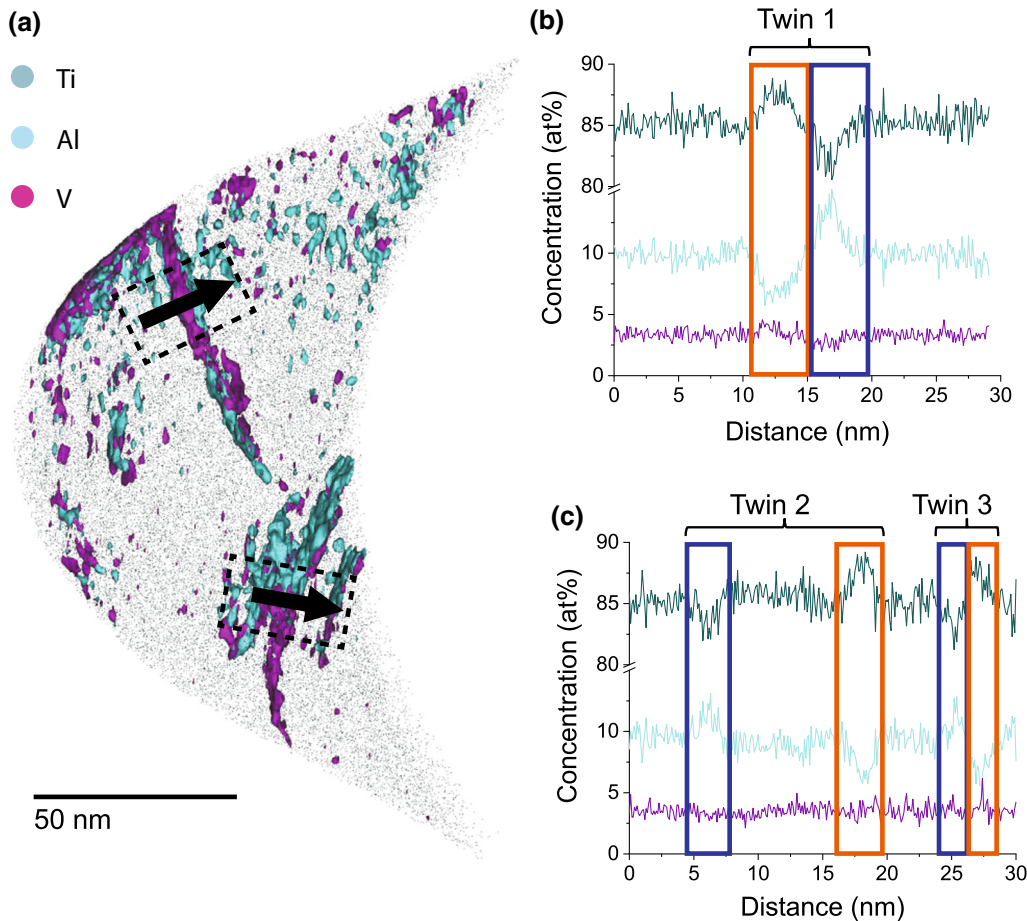 (a)
Ti
Al
V
50 nm
(b)
Twin 1
90
85
80
10
5
0
Concentration (at%)
0 5 10 15 20 25 30
Distance (nm)
(c)
Twin 2 Twin 3
90
85
80
10
5
0
Concentration (at%)
0 5 10 15 20 25 30
Distance (nm)